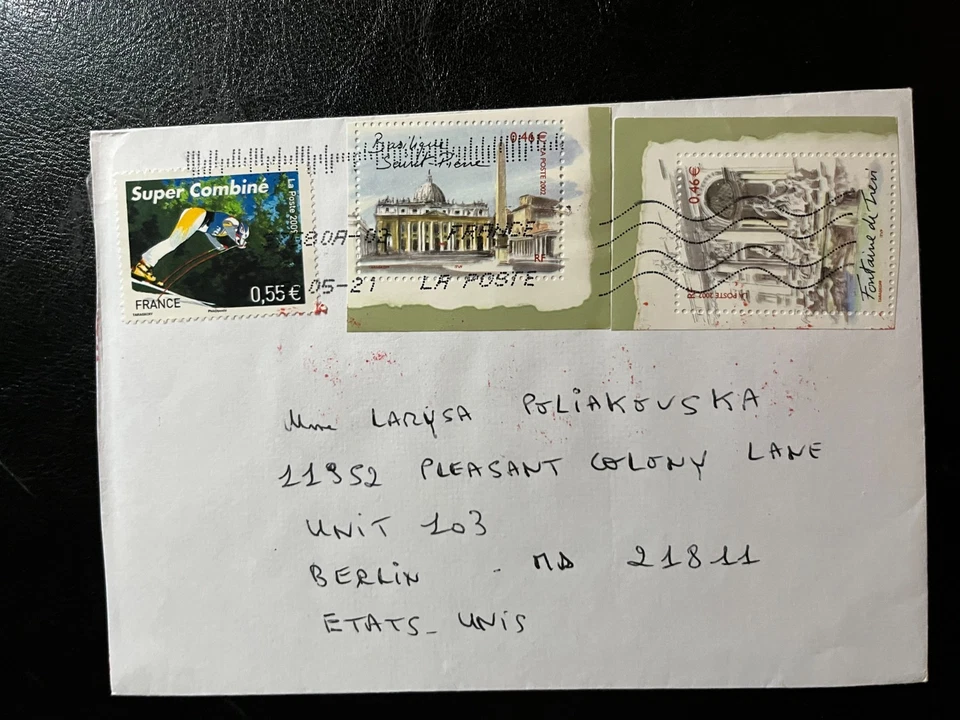 Super Combiné
La Poste 2005
FRANCE
0,55 €
Basilique
Saint-Pierre
0,46 €
LA POSTE 2002
RF
0,46 €
LA POSTE 2002
Fontaine de Trevi
FRANCE
05-21 LA POSTE
Mme LARYSA POLIAKOVSKA
11952 PLEASANT COLONY LANE
UNIT 103
BERLIN - MD 21811
ETATS-UNIS